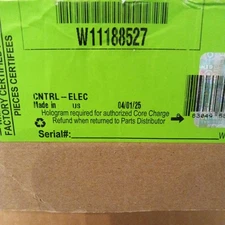 W11188527
FACTORY CERTIFIED P
PIECES CERTIFIEES
CNTRL - ELEC
Made in US 04/01/25
Hologram required for authorized Core Charge
Refund when returned to Parts Distributor
Serial#:
W